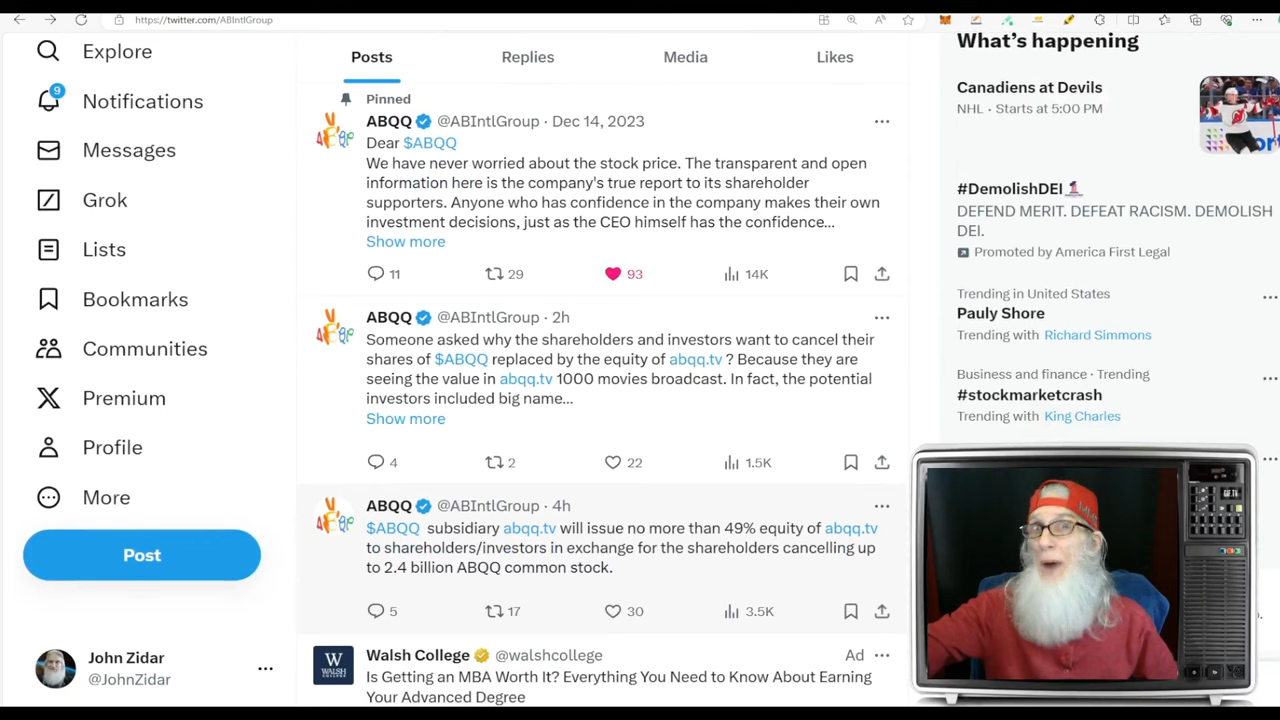 https://twitter.com/ABIntlGroup
Explore
9
Notifications
Messages
Grok
Lists
Bookmarks
Communities
Premium
Profile
More
Post
John Zidar
@JohnZidar
Posts
Replies
Media
Likes
Pinned
ABQQ @ABIntlGroup · Dec 14, 2023
Dear $ABQQ
We have never worried about the stock price. The transparent and open
information here is the company's true report to its shareholder
supporters. Anyone who has confidence in the company makes their own
investment decisions, just as the CEO himself has the confidence...
Show more
11
29
93
14K
ABQQ @ABIntlGroup · 2h
Someone asked why the shareholders and investors want to cancel their
shares of $ABQQ replaced by the equity of abqq.tv ? Because they are
seeing the value in abqq.tv 1000 movies broadcast. In fact, the potential
investors included big name...
Show more
4
2
22
1.5K
ABQQ @ABIntlGroup · 4h
$ABQQ subsidiary abqq.tv will issue no more than 49% equity of abqq.tv
to shareholders/investors in exchange for the shareholders cancelling up
to 2.4 billion ABQQ common stock.
5
17
30
3.5K
W
WALSH
Walsh College @walshcollege
Ad
Is Getting an MBA Worth It? Everything You Need to Know About Earning
Your Advanced Degree
What's happening
Canadiens at Devils
NHL · Starts at 5:00 PM
#DemolishDEI
DEFEND MERIT. DEFEAT RACISM. DEMOLISH
DEI.
Promoted by America First Legal
Trending in United States
Pauly Shore
Trending with Richard Simmons
Business and finance · Trending
#stockmarketcrash
Trending with King Charles